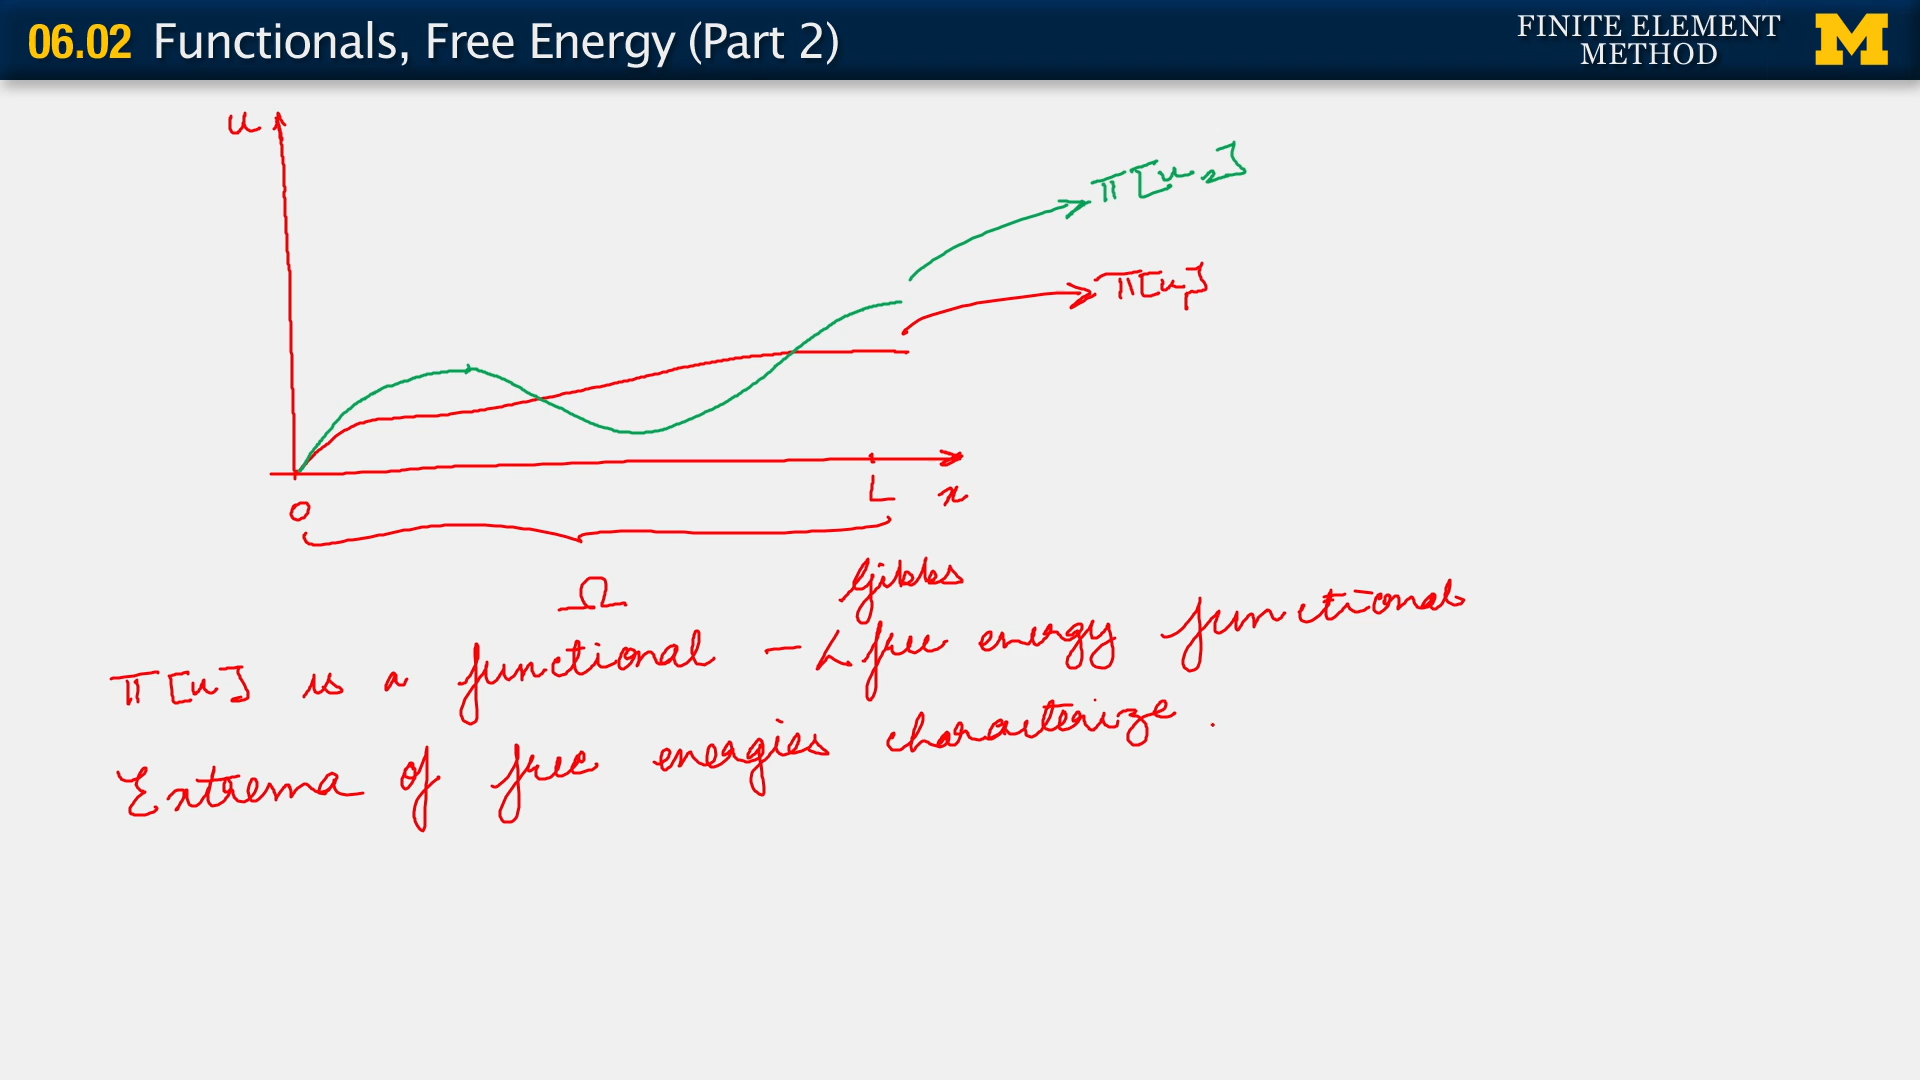 06.02 Functionals, Free Energy (Part 2)
FINITE ELEMENT
METHOD
M
u
π[u₂]
π[u₁]
0
L
x
Ω
Gibbs
π[u] is a functional - free energy functional
Extrema of free energies characterize .